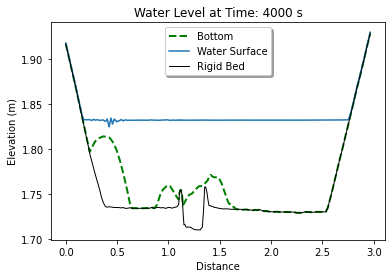 Water Level at Time: 4000 s
Bottom
Water Surface
Rigid Bed
Elevation (m)
1.90
1.85
1.80
1.75
1.70
0.0 0.5 1.0 1.5 2.0 2.5 3.0
Distance